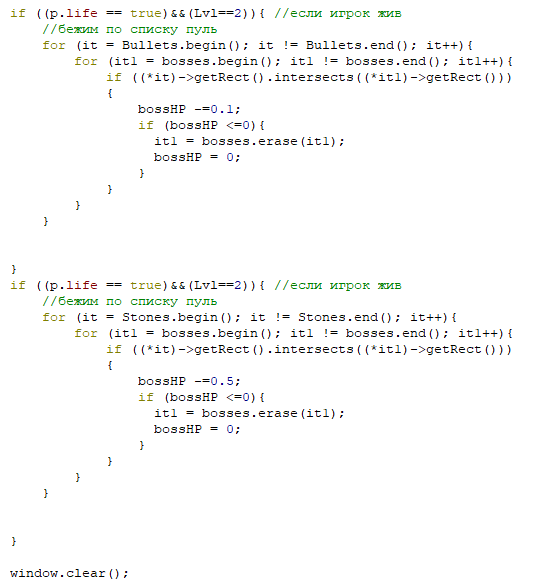 if ((p.life == true)&&(Lvl==2)){ //если игрок жив
    //бежим по списку пуль
    for (it = Bullets.begin(); it != Bullets.end(); it++){
        for (it1 = bosses.begin(); it1 != bosses.end(); it1++){
            if ((*it)->getRect().intersects((*it1)->getRect()))
            {
                bossHP -=0.1;
                if (bossHP <=0){
                  it1 = bosses.erase(it1);
                  bossHP = 0;
                }
            }
        }
    }
}
if ((p.life == true)&&(Lvl==2)){ //если игрок жив
    //бежим по списку пуль
    for (it = Stones.begin(); it != Stones.end(); it++){
        for (it1 = bosses.begin(); it1 != bosses.end(); it1++){
            if ((*it)->getRect().intersects((*it1)->getRect()))
            {
                bossHP -=0.5;
                if (bossHP <=0){
                  it1 = bosses.erase(it1);
                  bossHP = 0;
                }
            }
        }
    }
}
window.clear();